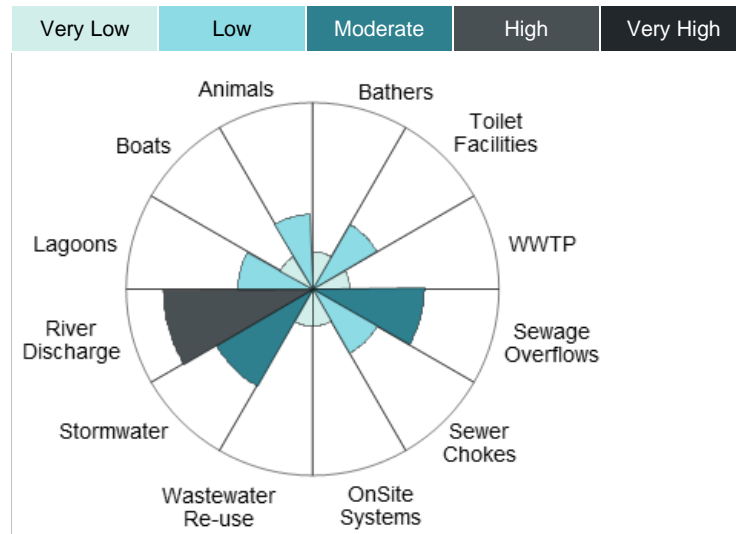 Very Low Low Moderate High Very High
Animals
Bathers
Toilet
Facilities
Boats
Lagoons
WWTP
River
Discharge
Sewage
Overflows
Stormwater
Sewer
Chokes
Wastewater
Re-use
OnSite
Systems